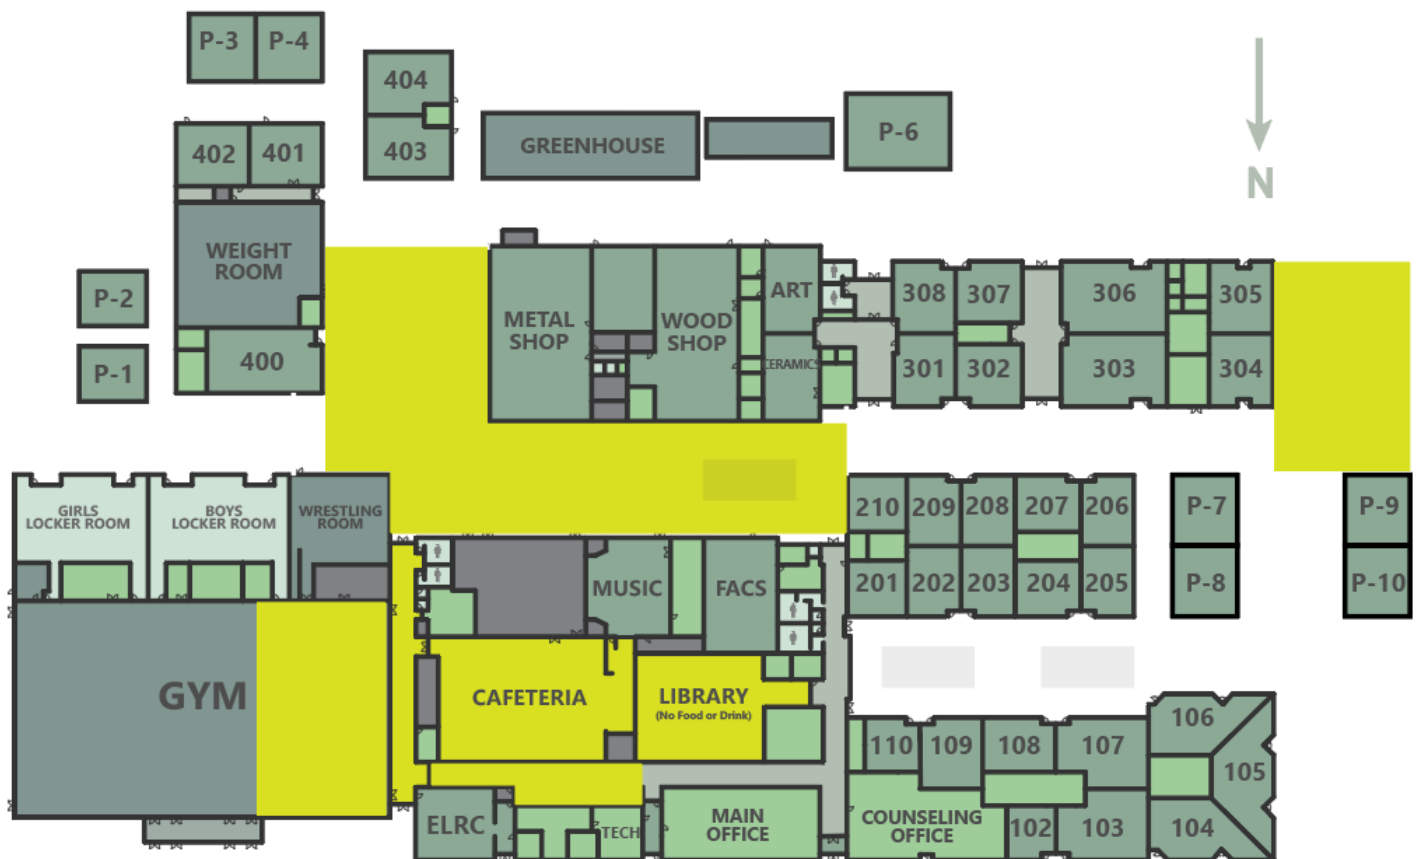 P-3
P-4
404
403
GREENHOUSE
P-6
N
402
401
WEIGHT
ROOM
P-2
P-1
400
METAL
SHOP
WOOD
SHOP
ART
CERAMICS
308
307
306
305
301
302
303
304
GIRLS
LOCKER ROOM
BOYS
LOCKER ROOM
WRESTLING
ROOM
210
209
208
207
206
P-7
P-9
201
202
203
204
205
P-8
P-10
MUSIC
FACS
GYM
CAFETERIA
LIBRARY
(No Food or Drink)
106
110
109
108
107
105
ELRC
TECH
MAIN
OFFICE
COUNSELING
OFFICE
102
103
104